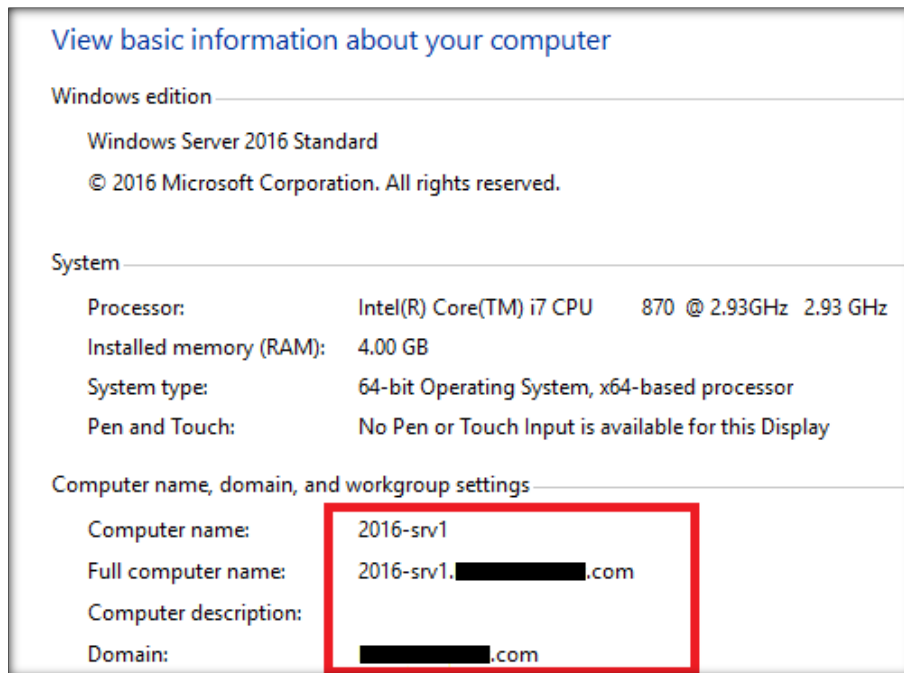 View basic information about your computer
Windows edition
Windows Server 2016 Standard
© 2016 Microsoft Corporation. All rights reserved.
System
Processor: Intel(R) Core(TM) i7 CPU 870 @ 2.93GHz 2.93 GHz
Installed memory (RAM): 4.00 GB
System type: 64-bit Operating System, x64-based processor
Pen and Touch: No Pen or Touch Input is available for this Display
Computer name, domain, and workgroup settings
Computer name: 2016-srv1
Full computer name: 2016-srv1. .com
Computer description:
Domain: .com